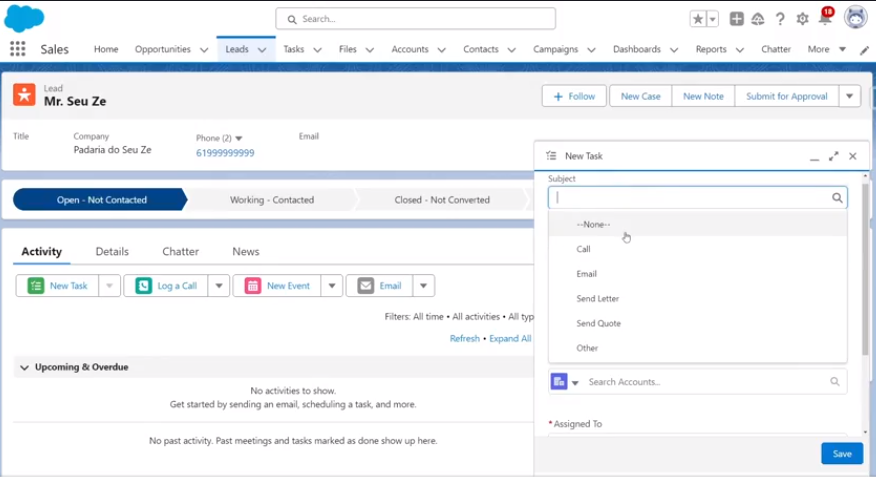 Search...
18
Sales
Home
Opportunities
Leads
Tasks
Files
Accounts
Contacts
Campaigns
Dashboards
Reports
Chatter
More
Lead
Mr. Seu Ze
+ Follow
New Case
New Note
Submit for Approval
Title
Company
Phone (2)
Email
Padaria do Seu Ze
61999999999
Open - Not Contacted
Working - Contacted
Closed - Not Converted
Activity
Details
Chatter
News
New Task
Log a Call
New Event
Email
Filters: All time • All activities • All typ
Refresh • Expand All
Upcoming & Overdue
No activities to show.
Get started by sending an email, scheduling a task, and more.
No past activity. Past meetings and tasks marked as done show up here.
New Task
Subject
--None--
Call
Email
Send Letter
Send Quote
Other
Search Accounts...
*Assigned To
Save